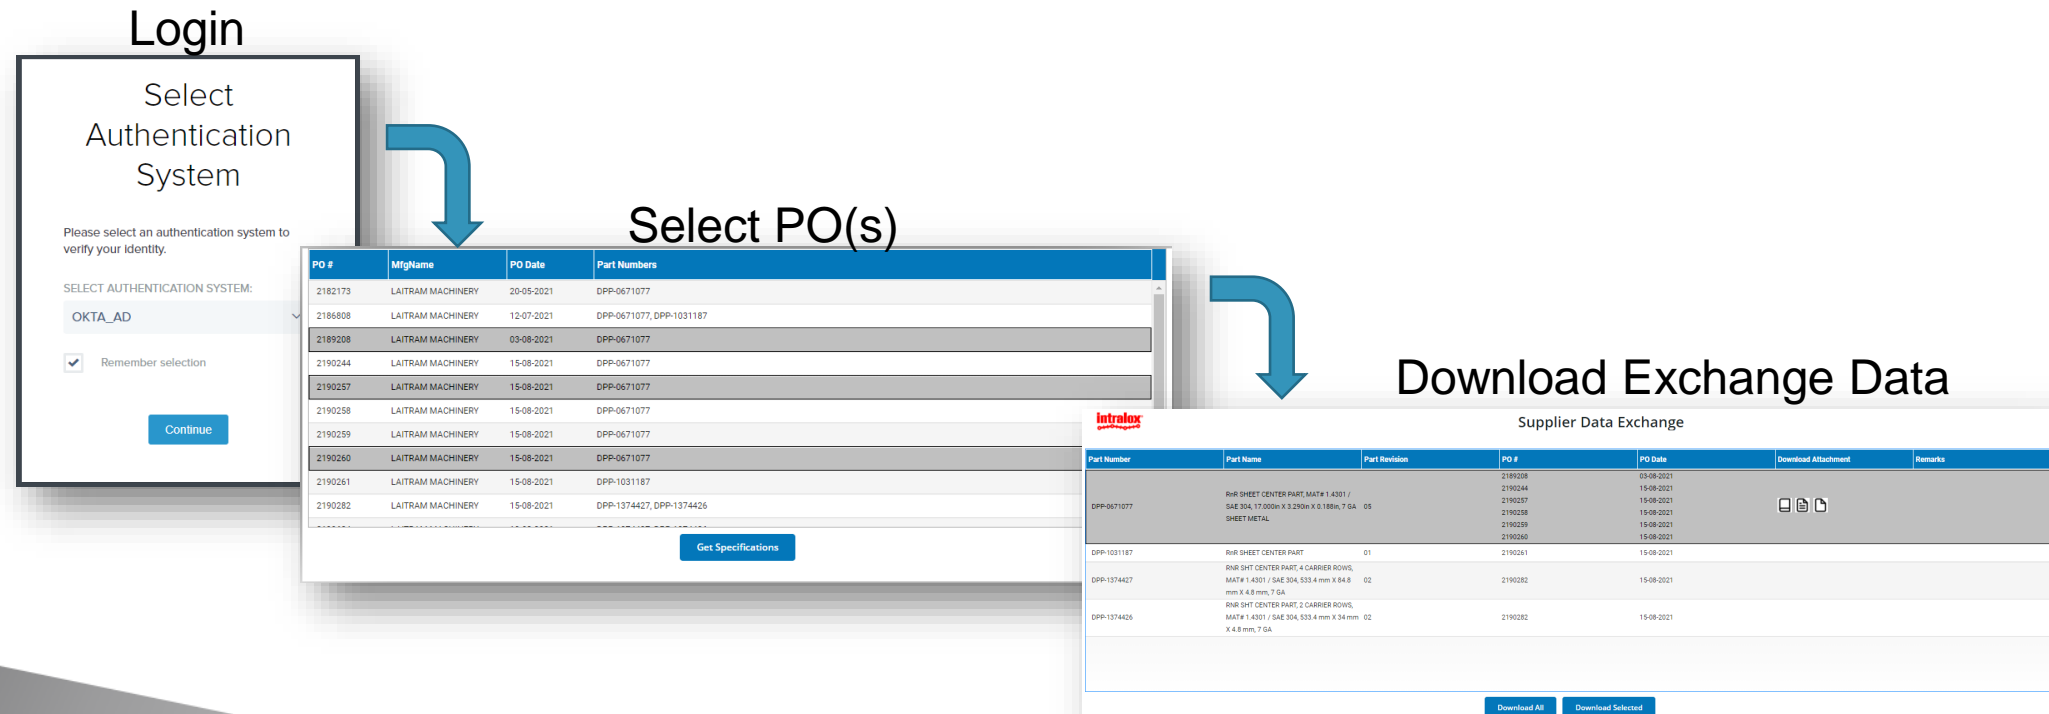 Login
Select
Authentication
System
Please select an authentication system to
verify your identity.
SELECT AUTHENTICATION SYSTEM:
OKTA_AD
Remember selection
Continue
Select PO(s)
PO # MfgName PO Date Part Numbers
2182173 LAITRAM MACHINERY 20-05-2021 DPP-0671077
2186808 LAITRAM MACHINERY 12-07-2021 DPP-0671077, DPP-1031187
2189208 LAITRAM MACHINERY 03-08-2021 DPP-0671077
2190244 LAITRAM MACHINERY 15-08-2021 DPP-0671077
2190257 LAITRAM MACHINERY 15-08-2021 DPP-0671077
2190258 LAITRAM MACHINERY 15-08-2021 DPP-0671077
2190259 LAITRAM MACHINERY 15-08-2021 DPP-0671077
2190260 LAITRAM MACHINERY 15-08-2021 DPP-0671077
2190261 LAITRAM MACHINERY 15-08-2021 DPP-1031187
2190282 LAITRAM MACHINERY 15-08-2021 DPP-1374427, DPP-1374426
Get Specifications
Download Exchange Data
intralox
Supplier Data Exchange
Part Number Part Name Part Revision PO # PO Date Download Attachment Remarks
2189208 03-08-2021
2190244 15-08-2021
RnR SHEET CENTER PART, MAT# 1.4301 / 2190257 15-08-2021
DPP-0671077 SAE 304, 17.000in X 3.290in X 0.188in, 7 GA 05 2190258 15-08-2021
SHEET METAL 2190259 15-08-2021
2190260 15-08-2021
DPP-1031187 RnR SHEET CENTER PART 01 2190261 15-08-2021
RNR SHT CENTER PART, 4 CARRIER ROWS,
DPP-1374427 MAT# 1.4301 / SAE 304, 533.4 mm X 84.8 02 2190282 15-08-2021
mm X 4.8 mm, 7 GA
RNR SHT CENTER PART, 2 CARRIER ROWS,
DPP-1374426 MAT# 1.4301 / SAE 304, 533.4 mm X 34 mm 02 2190282 15-08-2021
X 4.8 mm, 7 GA
Download All Download Selected